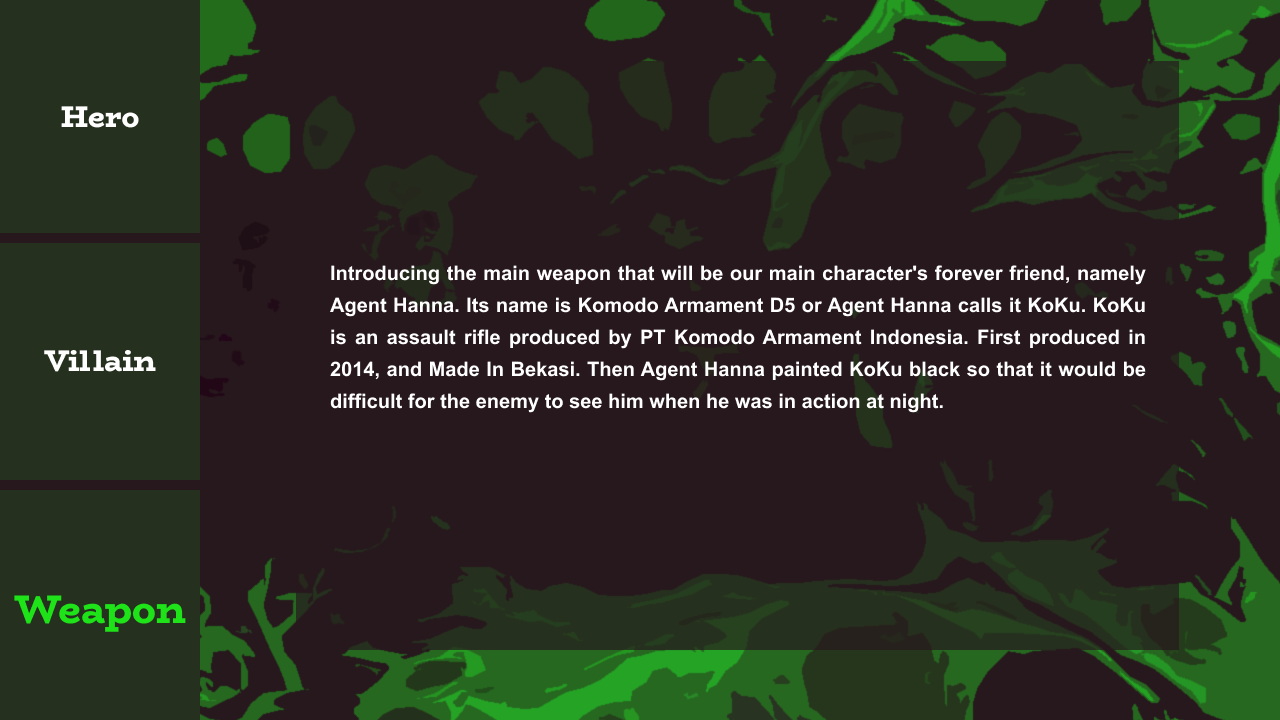 Hero
Villain
Weapon
Introducing the main weapon that will be our main character's forever friend, namely
Agent Hanna. Its name is Komodo Armament D5 or Agent Hanna calls it KoKu. KoKu
is an assault rifle produced by PT Komodo Armament Indonesia. First produced in
2014, and Made In Bekasi. Then Agent Hanna painted KoKu black so that it would be
difficult for the enemy to see him when he was in action at night.